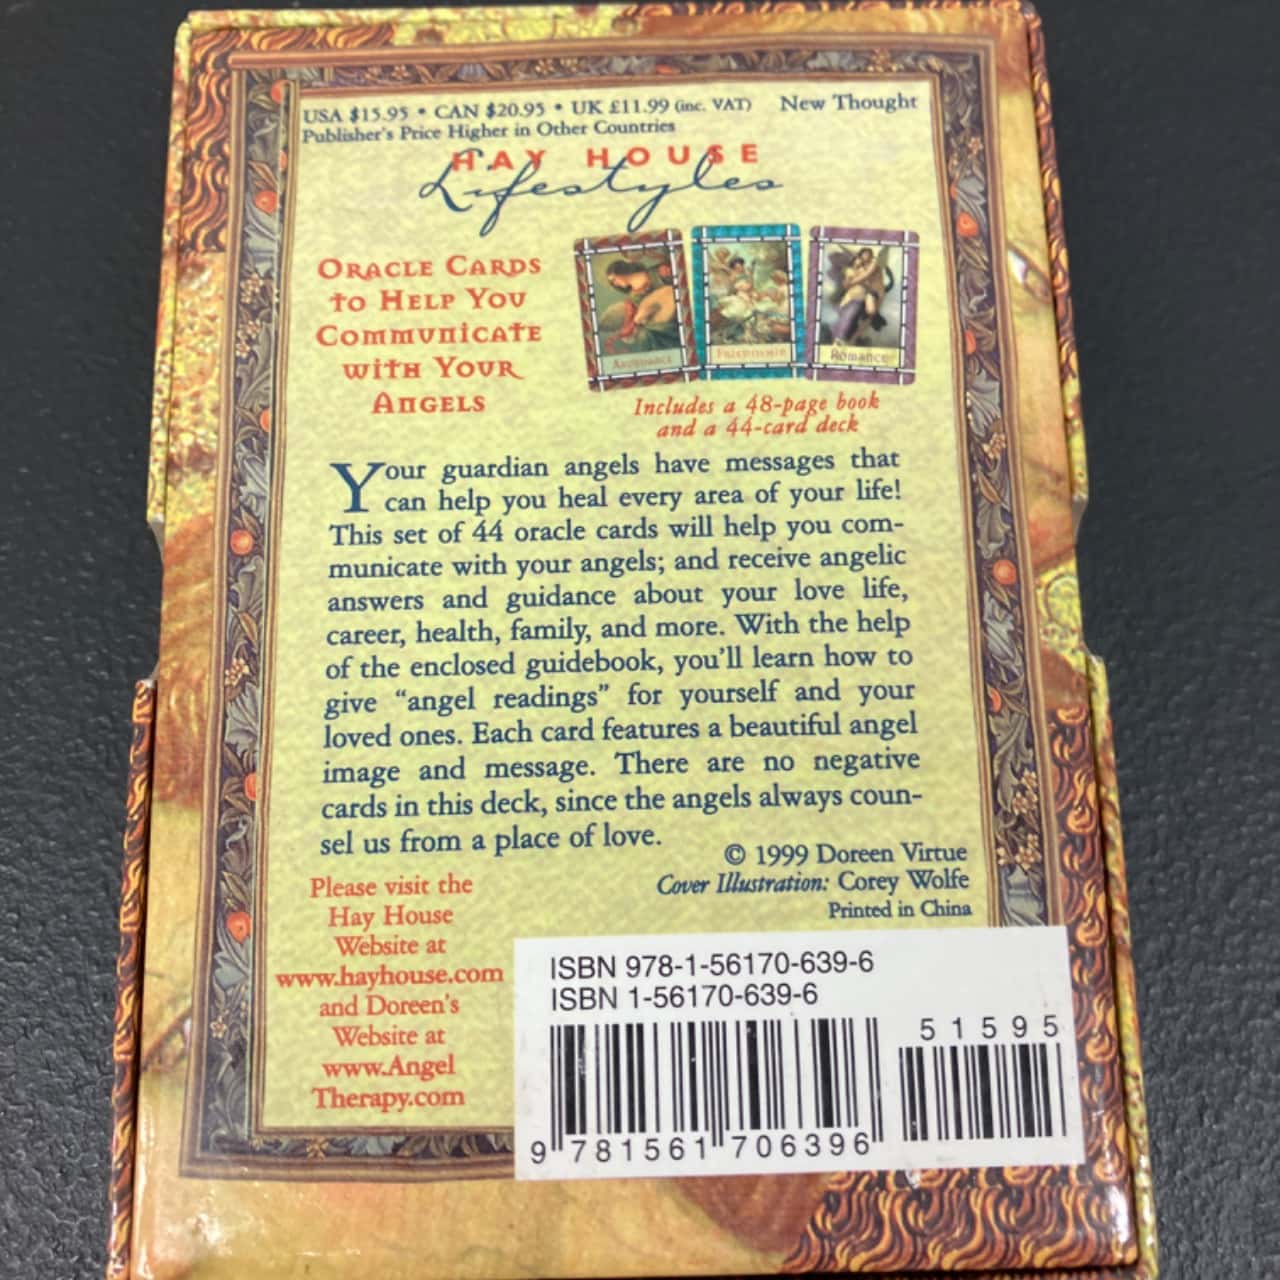 USA $15.95 • CAN $20.95 • UK £11.99 (inc. VAT) New Thought
Publisher's Price Higher in Other Countries
HAY HOUSE
Lifestyles
ORACLE CARDS
TO HELP YOU
COMMUNICATE
WITH YOUR
ANGELS
Romance
Includes a 48-page book
and a 44-card deck
Your guardian angels have messages that
can help you heal every area of your life!
This set of 44 oracle cards will help you com-
municate with your angels; and receive angelic
answers and guidance about your love life,
career, health, family, and more. With the help
of the enclosed guidebook, you'll learn how to
give “angel readings” for yourself and your
loved ones. Each card features a beautiful angel
image and message. There are no negative
cards in this deck, since the angels always coun-
sel us from a place of love.
© 1999 Doreen Virtue
Cover Illustration: Corey Wolfe
Printed in China
Please visit the
Hay House
Website at
www.hayhouse.com
and Doreen's
Website at
www.Angel
Therapy.com
ISBN 978-1-56170-639-6
ISBN 1-56170-639-6
51595
9 781561 706396